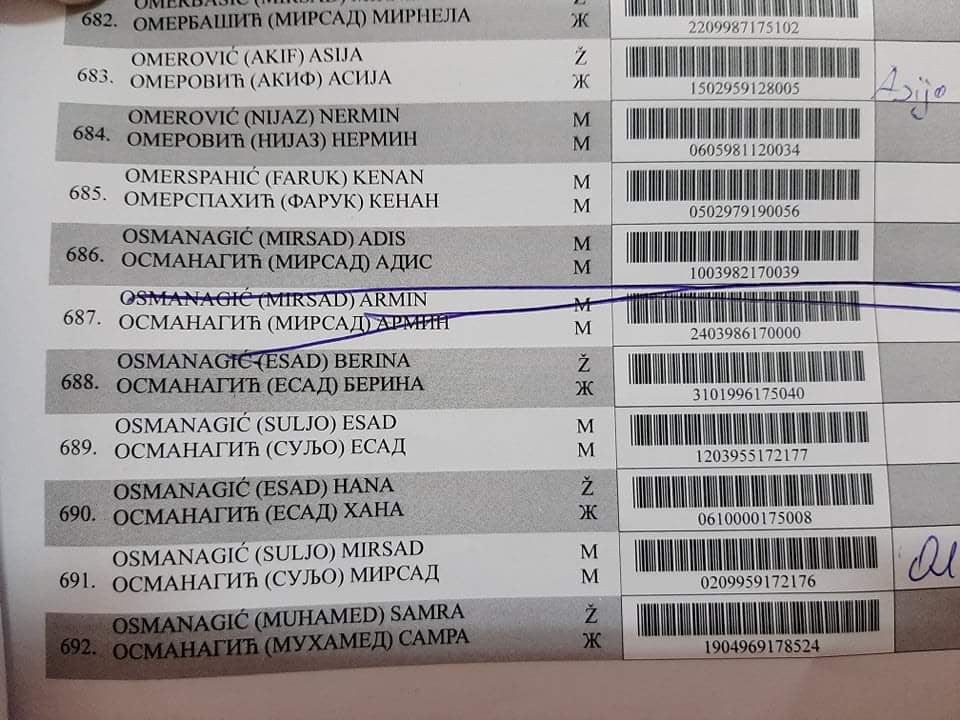 682. ОМЕРБАШИЋ (МИРСАД) МИРНЕЛА Ж 2209987175102
OMEROVIĆ (AKIF) ASIJA Ž
683. ОМЕРОВИЋ (АКИФ) АСИЈА Ж 1502959128005
OMEROVIĆ (NIJAZ) NERMIN M
684. ОМЕРОВИЋ (НИЈАЗ) НЕРМИН М 0605981120034
OMERSPAHIĆ (FARUK) KENAN M
685. ОМЕРСПАХИЋ (ФАРУК) КЕНАН М 0502979190056
OSMANAGIĆ (MIRSAD) ADIS M
686. ОСМАНАГИЋ (МИРСАД) АДИС М 1003982170039
OSMANAGIĆ (MIRSAD) ARMIN M
687. ОСМАНАГИЋ (МИРСАД) АРМИН М 2403986170000
OSMANAGIĆ (ESAD) BERINA Ž
688. ОСМАНАГИЋ (ЕСАД) БЕРИНА Ж 3101996175040
OSMANAGIĆ (SULJO) ESAD M
689. ОСМАНАГИЋ (СУЉО) ЕСАД М 1203955172177
OSMANAGIĆ (ESAD) HANA Ž
690. ОСМАНАГИЋ (ЕСАД) ХАНА Ж 0610000175008
OSMANAGIĆ (SULJO) MIRSAD M
691. ОСМАНАГИЋ (СУЉО) МИРСАД М 0209959172176
OSMANAGIĆ (MUHAMED) SAMRA Ž
692. ОСМАНАГИЋ (МУХАМЕД) САМРА Ж 1904969178524